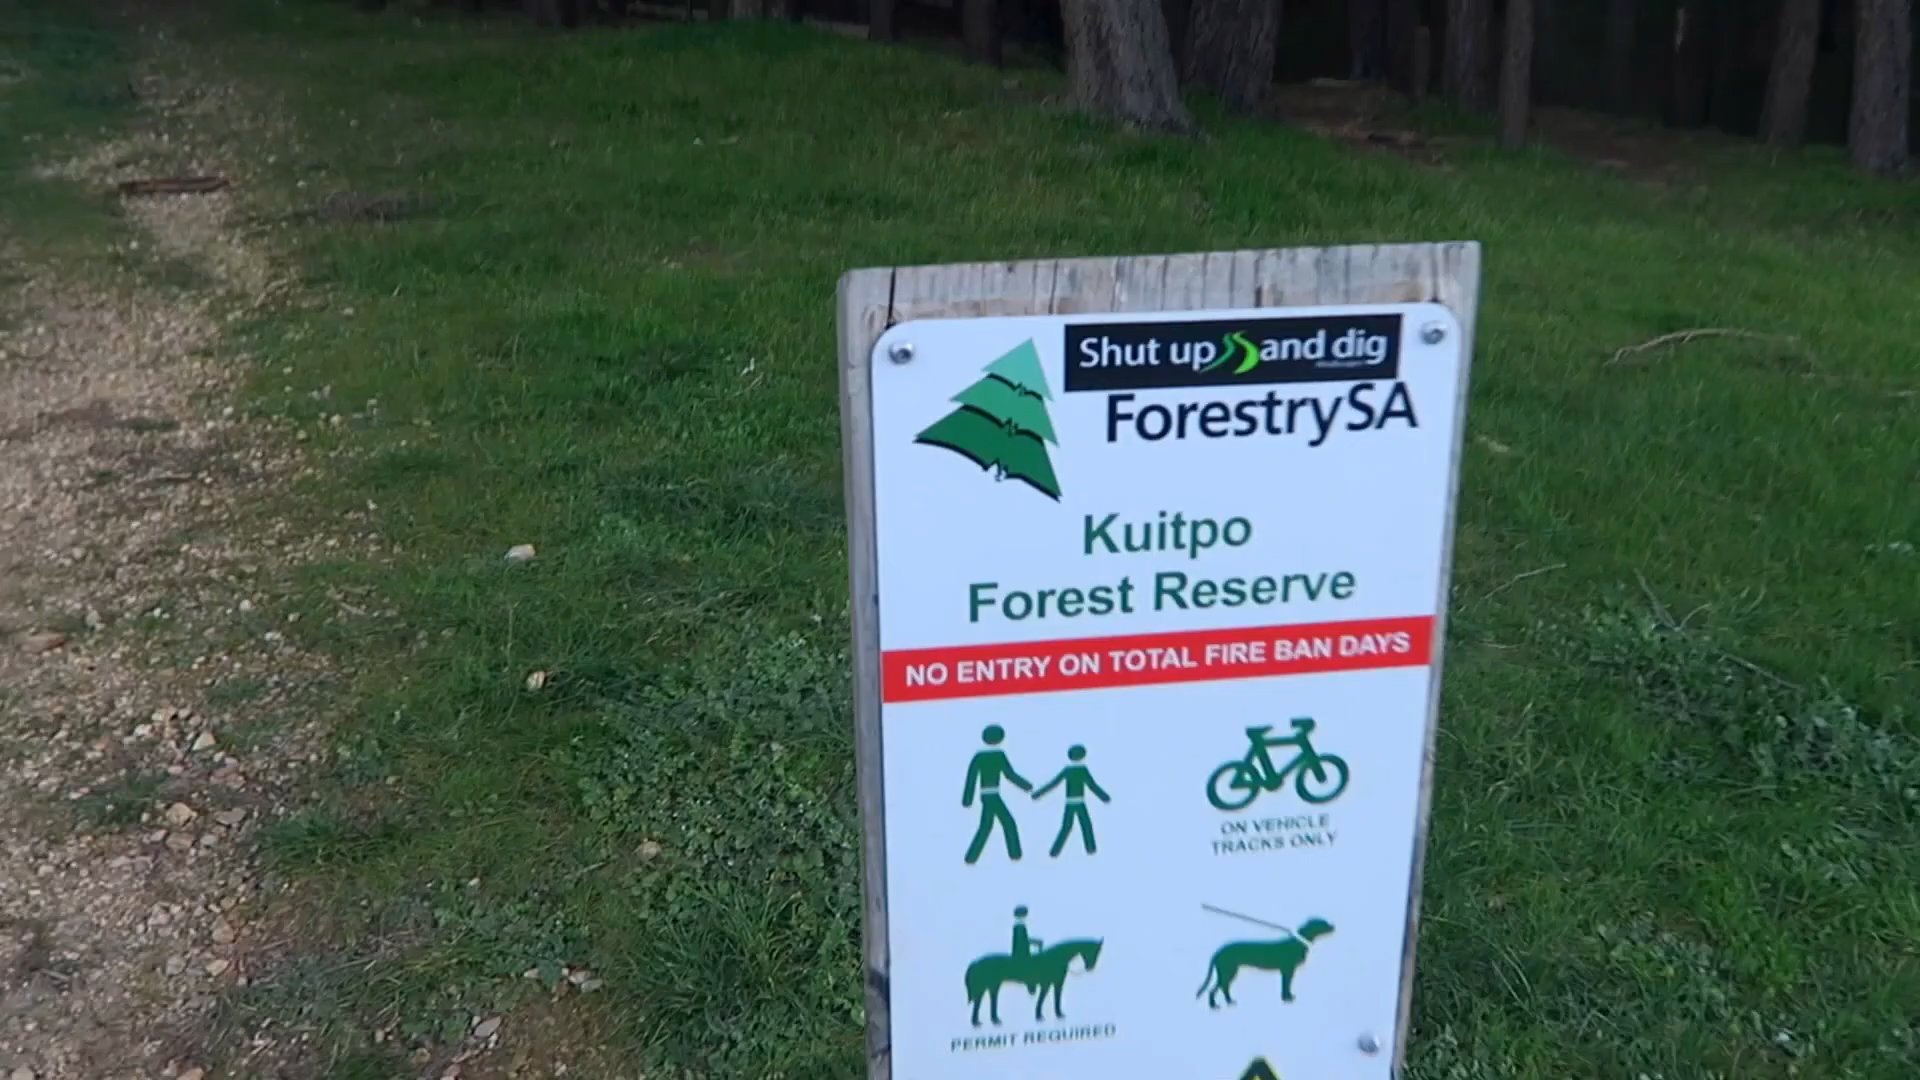 Shut up and dig
ForestrySA
Kuitpo
Forest Reserve
NO ENTRY ON TOTAL FIRE BAN DAYS
ON VEHICLE
TRACKS ONLY
PERMIT REQUIRED